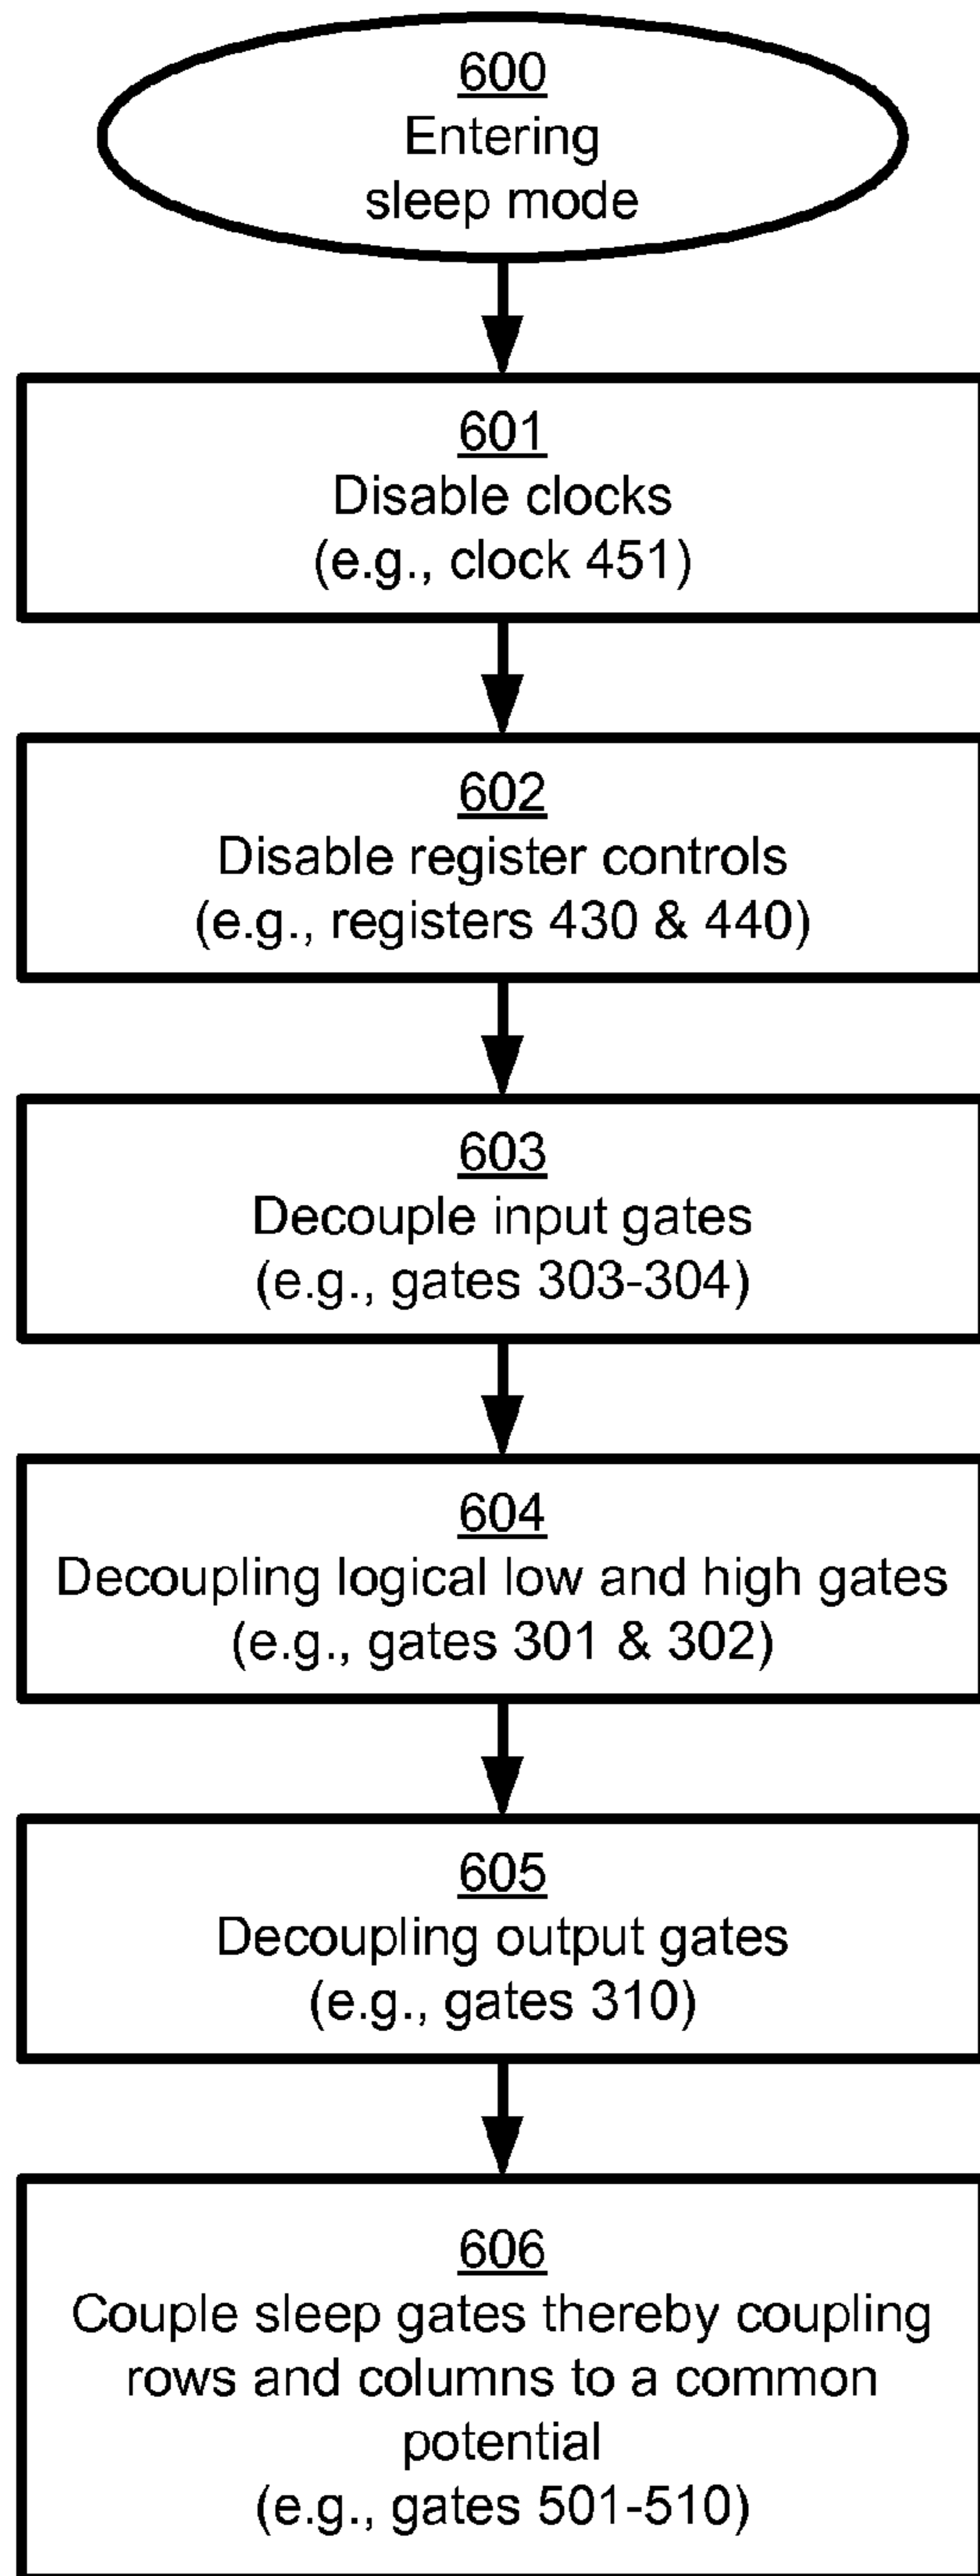 600
Entering
sleep mode
601
Disable clocks
(e.g., clock 451)
602
Disable register controls
(e.g., registers 430 & 440)
603
Decouple input gates
(e.g., gates 303-304)
604
Decoupling logical low and high gates
(e.g., gates 301 & 302)
605
Decoupling output gates
(e.g., gates 310)
606
Couple sleep gates thereby coupling
rows and columns to a common
potential
(e.g., gates 501-510)